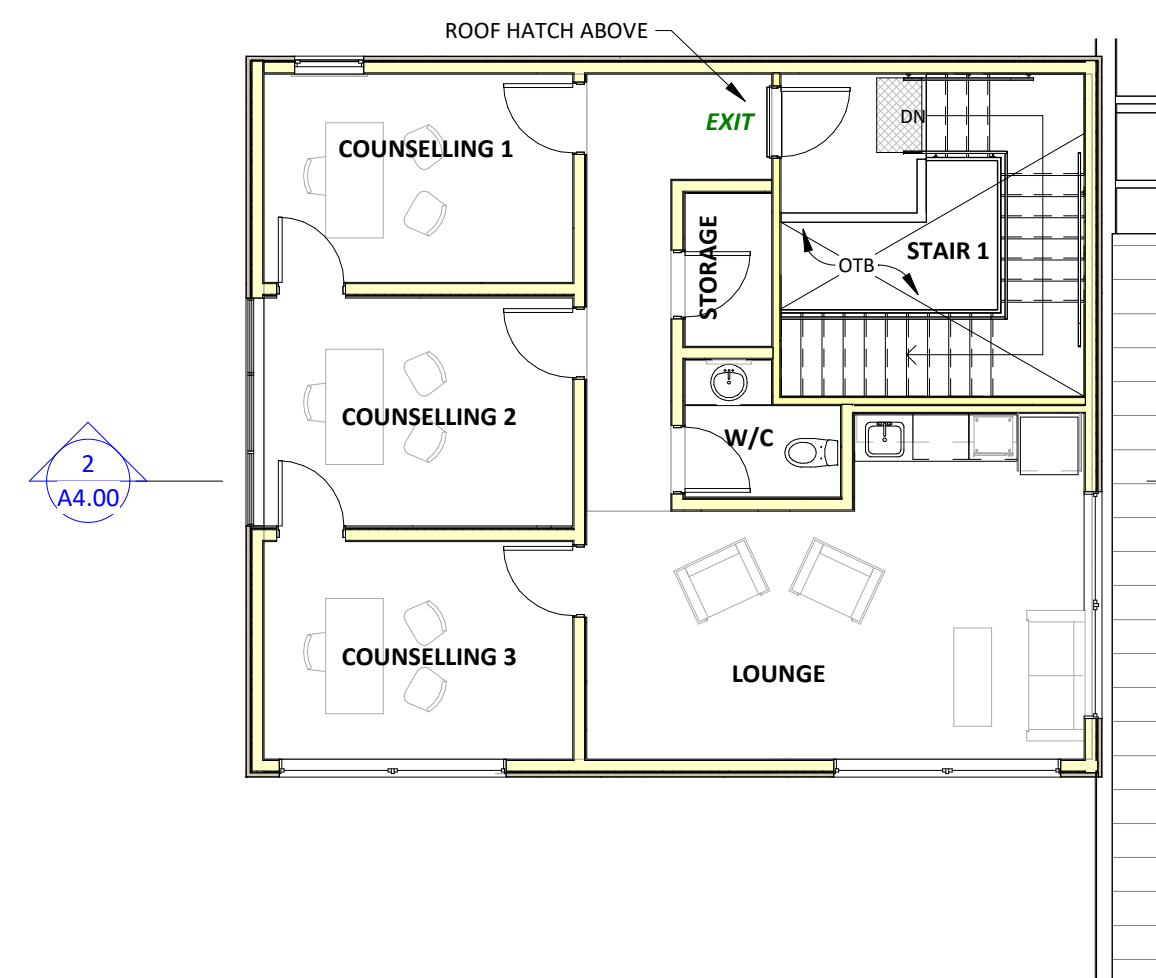 ROOF HATCH ABOVE
EXIT
DN
COUNSELLING 1
STORAGE
STAIR 1
OTB
COUNSELLING 2
W/C
2
A4.00
COUNSELLING 3
LOUNGE